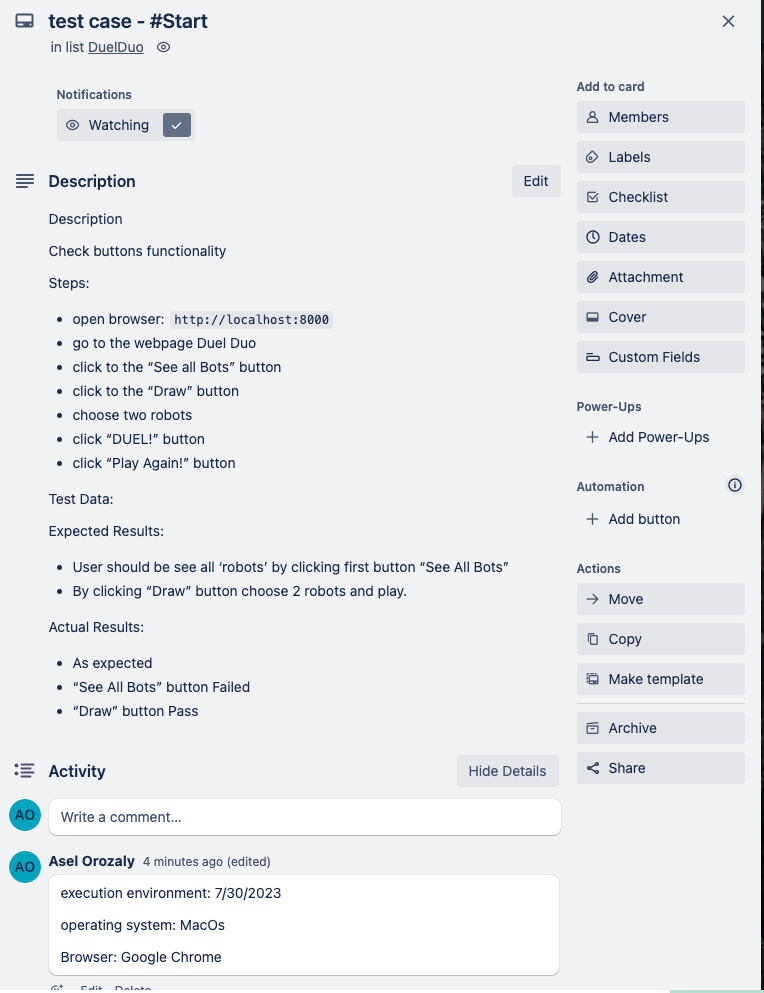 test case - #Start
in list DuelDuo
Notifications
Watching
Description
Edit
Description
Check buttons functionality
Steps:
open browser: http://localhost:8000
go to the webpage Duel Duo
click to the “See all Bots” button
click to the “Draw” button
choose two robots
click “DUEL!” button
click “Play Again!” button
Test Data:
Expected Results:
User should be see all ‘robots’ by clicking first button “See All Bots”
By clicking “Draw” button choose 2 robots and play.
Actual Results:
As expected
“See All Bots” button Failed
“Draw” button Pass
Activity
Hide Details
AO
Write a comment...
AO
Asel Orozaly 4 minutes ago (edited)
execution environment: 7/30/2023
operating system: MacOs
Browser: Google Chrome
Edit Delete
Add to card
Members
Labels
Checklist
Dates
Attachment
Cover
Custom Fields
Power-Ups
Add Power-Ups
Automation
Add button
Actions
Move
Copy
Make template
Archive
Share